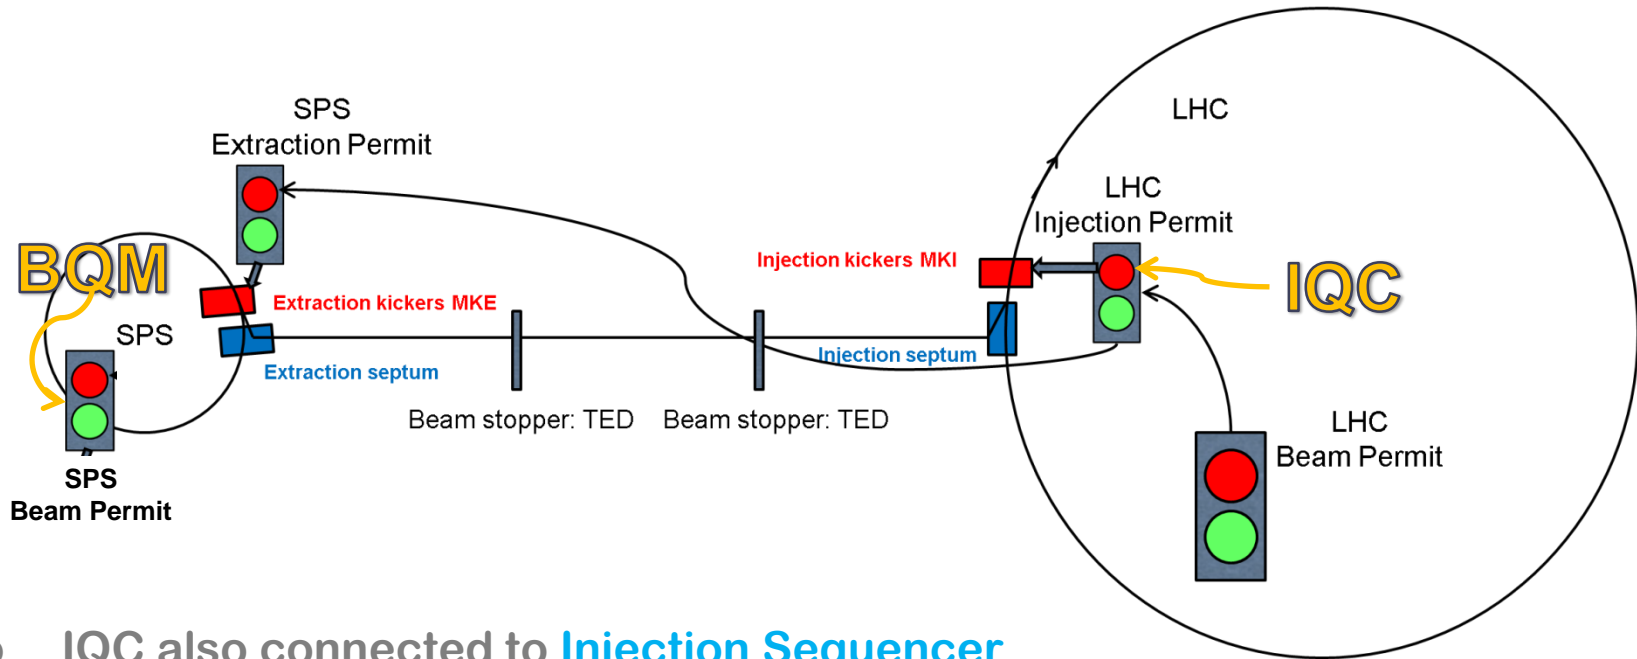 SPS
Extraction Permit
LHC
LHC
Injection Permit
BQM
Injection kickers MKI
IQC
Extraction kickers MKE
SPS
Injection septum
Extraction septum
Beam stopper: TED
Beam stopper: TED
LHC
Beam Permit
SPS
Beam Permit
IQC also connected to Injection Sequencer